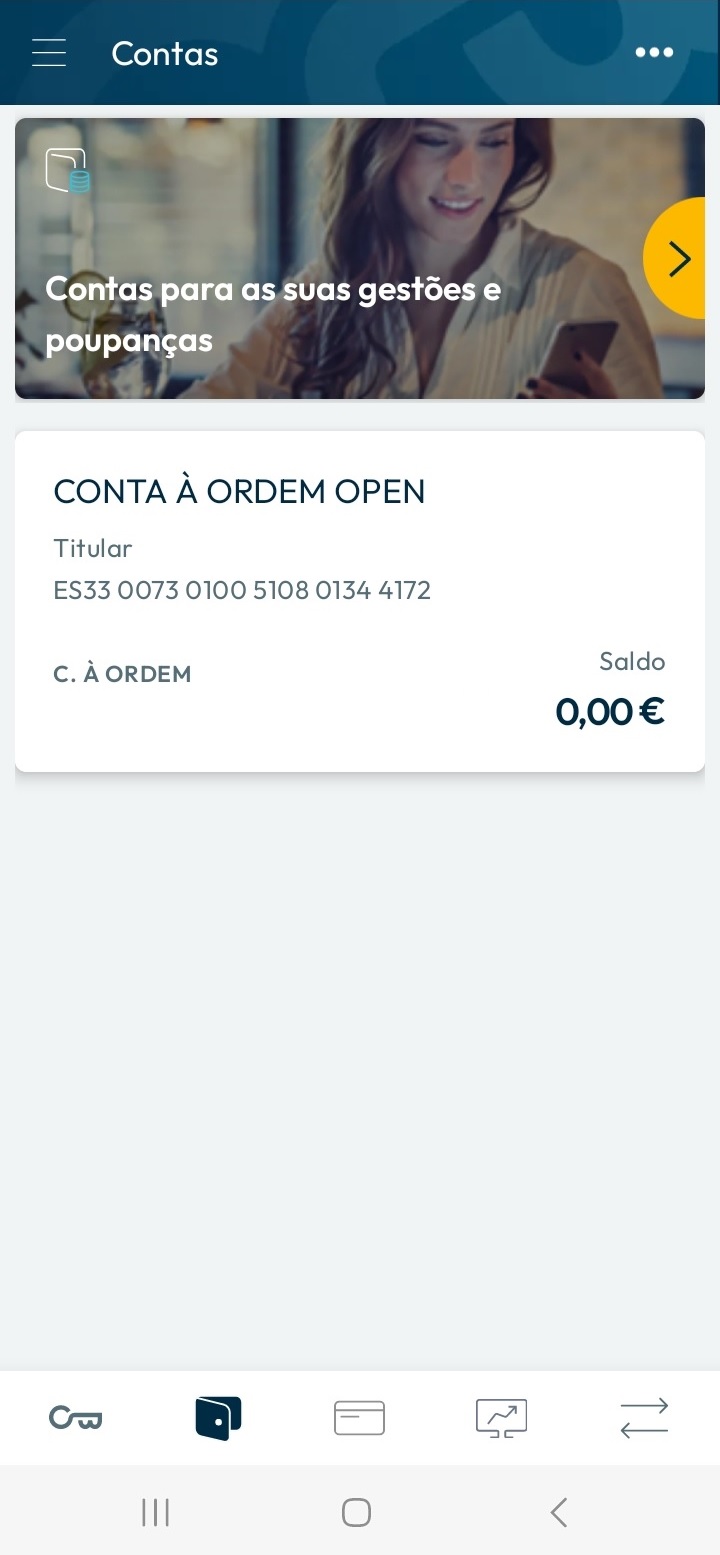 Contas
Contas para as suas gestões e
poupanças
CONTA À ORDEM OPEN
Titular
ES33 0073 0100 5108 0134 4172
C. À ORDEM
Saldo
0,00 €